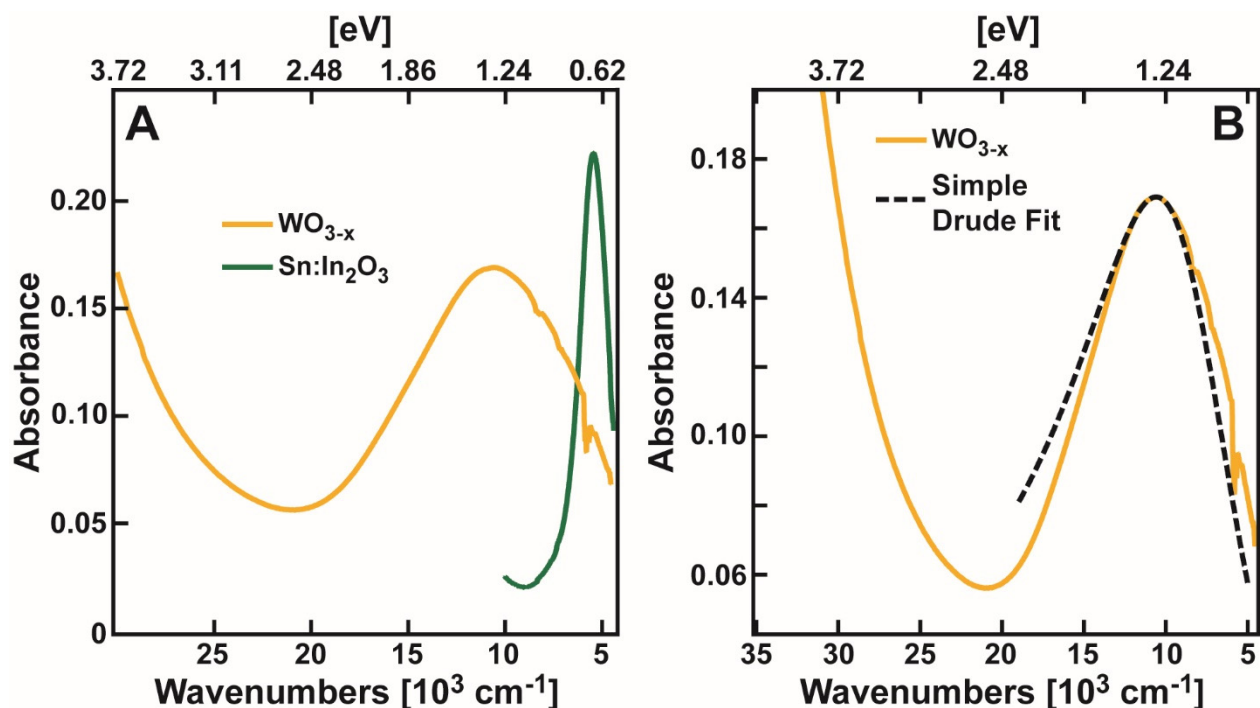 [eV]
3.72 3.11 2.48 1.86 1.24 0.62
A
WO₃₋ₓ
Sn:In₂O₃
0.20
0.15
0.10
0.05
0
Absorbance
25 20 15 10 5
Wavenumbers [10³ cm⁻¹]
[eV]
3.72 2.48 1.24
B
WO₃₋ₓ
Simple
Drude Fit
0.18
0.14
0.10
0.06
Absorbance
35 30 25 20 15 10 5
Wavenumbers [10³ cm⁻¹]